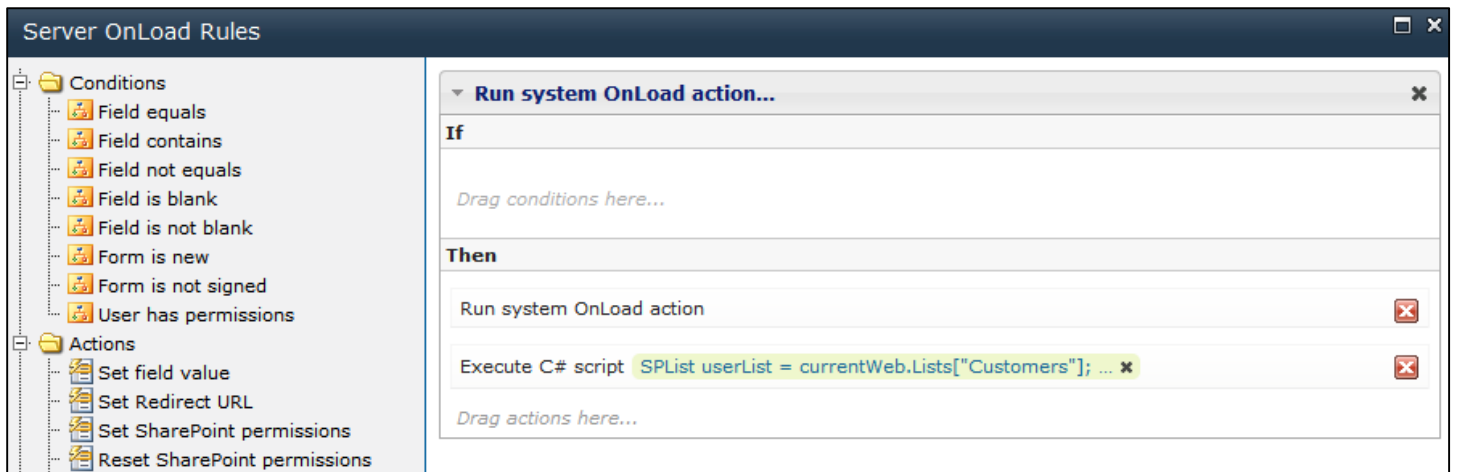 Server OnLoad Rules
Conditions
Field equals
Field contains
Field not equals
Field is blank
Field is not blank
Form is new
Form is not signed
User has permissions
Actions
Set field value
Set Redirect URL
Set SharePoint permissions
Reset SharePoint permissions
Run system OnLoad action...
If
Drag conditions here...
Then
Run system OnLoad action
Execute C# script SPList userList = currentWeb.Lists["Customers"]; ...
Drag actions here...